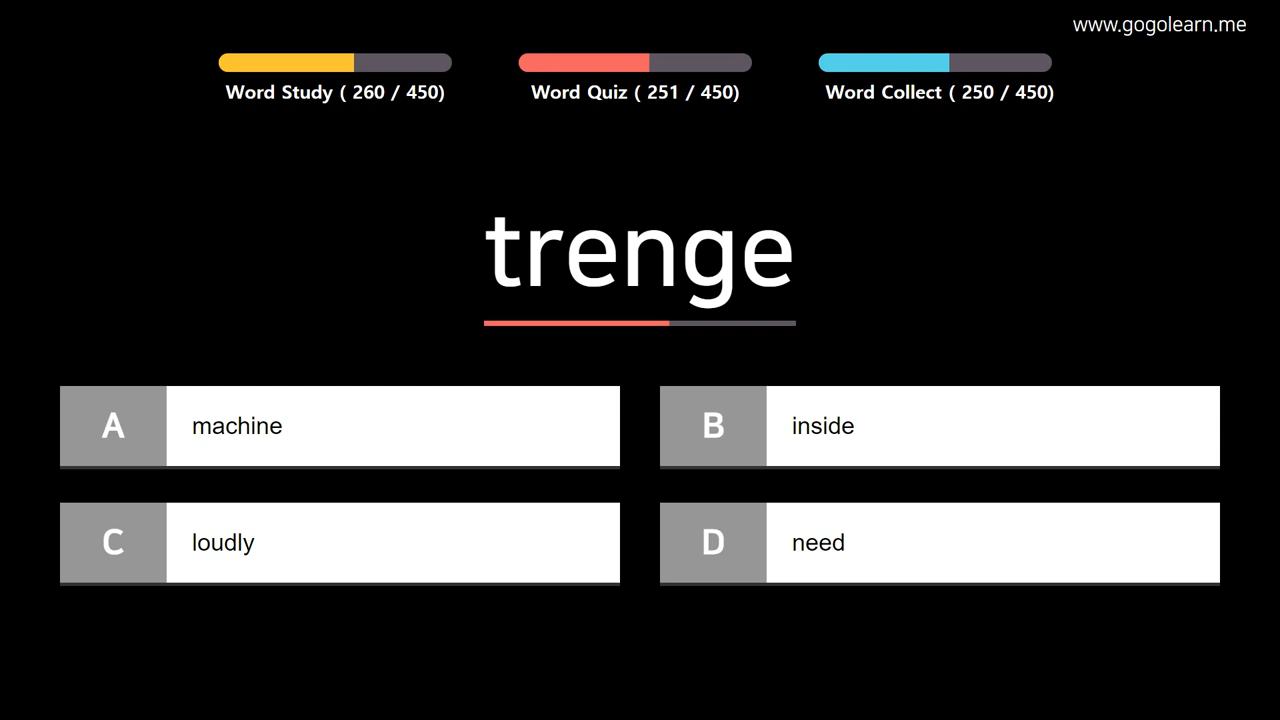 www.gogolearn.me
Word Study ( 260 / 450)
Word Quiz ( 251 / 450)
Word Collect ( 250 / 450)
trenge
A machine
B inside
C loudly
D need